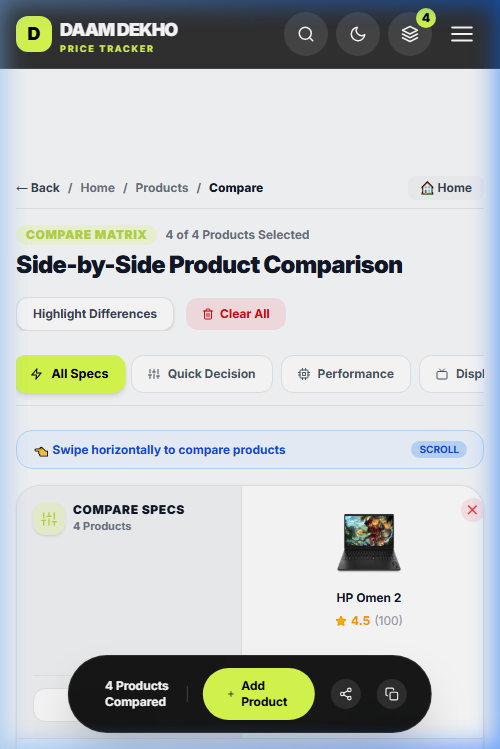 D DAAM DEKHO
PRICE TRACKER
4
← Back / Home / Products / Compare
Home
COMPARE MATRIX 4 of 4 Products Selected
Side-by-Side Product Comparison
Highlight Differences
Clear All
All Specs
Quick Decision
Performance
Displ
Swipe horizontally to compare products
SCROLL
COMPARE SPECS
4 Products
HP Omen 2
4.5 (100)
4 Products
Compared
+ Add
Product